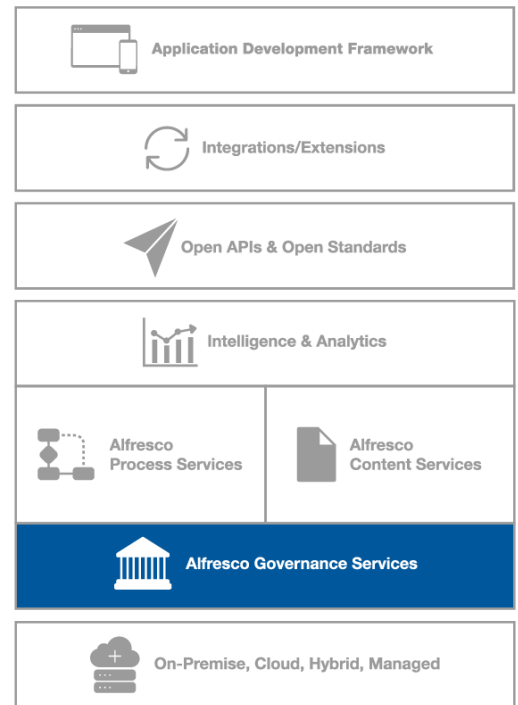 Application Development Framework
Integrations/Extensions
Open APIs & Open Standards
Intelligence & Analytics
Alfresco
Process Services
Alfresco
Content Services
Alfresco Governance Services
On-Premise, Cloud, Hybrid, Managed